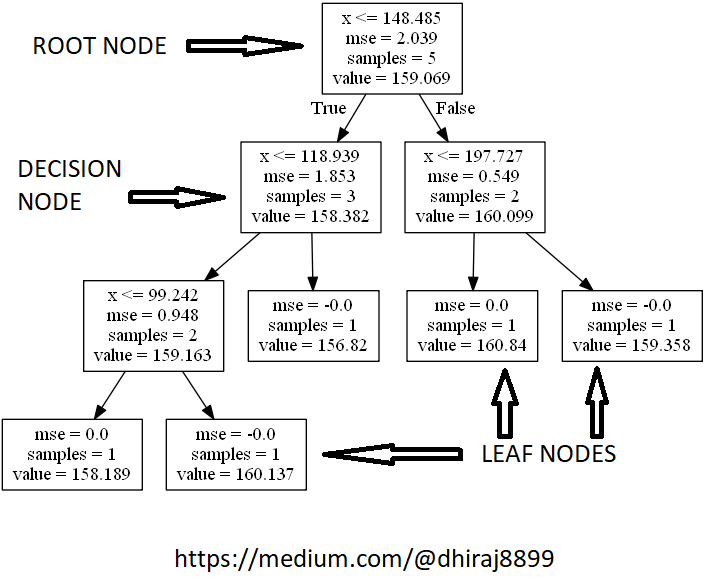 x <= 148.485
mse = 2.039
samples = 5
value = 159.069
ROOT NODE
True
False
x <= 118.939
mse = 1.853
samples = 3
value = 158.382
x <= 197.727
mse = 0.549
samples = 2
value = 160.099
DECISION
NODE
x <= 99.242
mse = 0.948
samples = 2
value = 159.163
mse = -0.0
samples = 1
value = 156.82
mse = 0.0
samples = 1
value = 160.84
mse = -0.0
samples = 1
value = 159.358
mse = 0.0
samples = 1
value = 158.189
mse = -0.0
samples = 1
value = 160.137
LEAF NODES
https://medium.com/@dhiraj8899